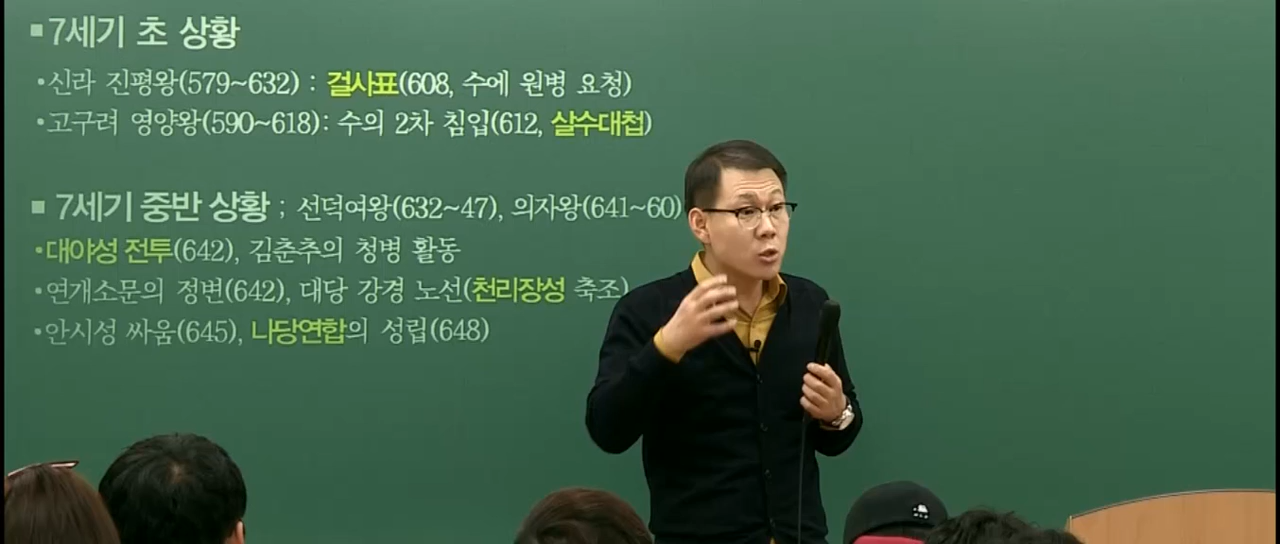 ▪7세기 초 상황
•신라 진평왕(579~632) : 걸사표(608, 수에 원병 요청)
•고구려 영양왕(590~618): 수의 2차 침입(612, 살수대첩)
▪ 7세기 중반 상황 ; 선덕여왕(632~47), 의자왕(641~60)
•대야성 전투(642), 김춘추의 청병 활동
•연개소문의 정변(642), 대당 강경 노선(천리장성 축조)
•안시성 싸움(645), 나당연합의 성립(648)